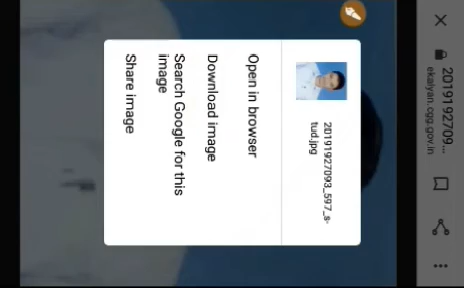 2019192709...
ekalyan.cgg.gov.in
20191927093_597_s-
tud.jpg
Open in browser
Download image
Search Google for this
image
Share image